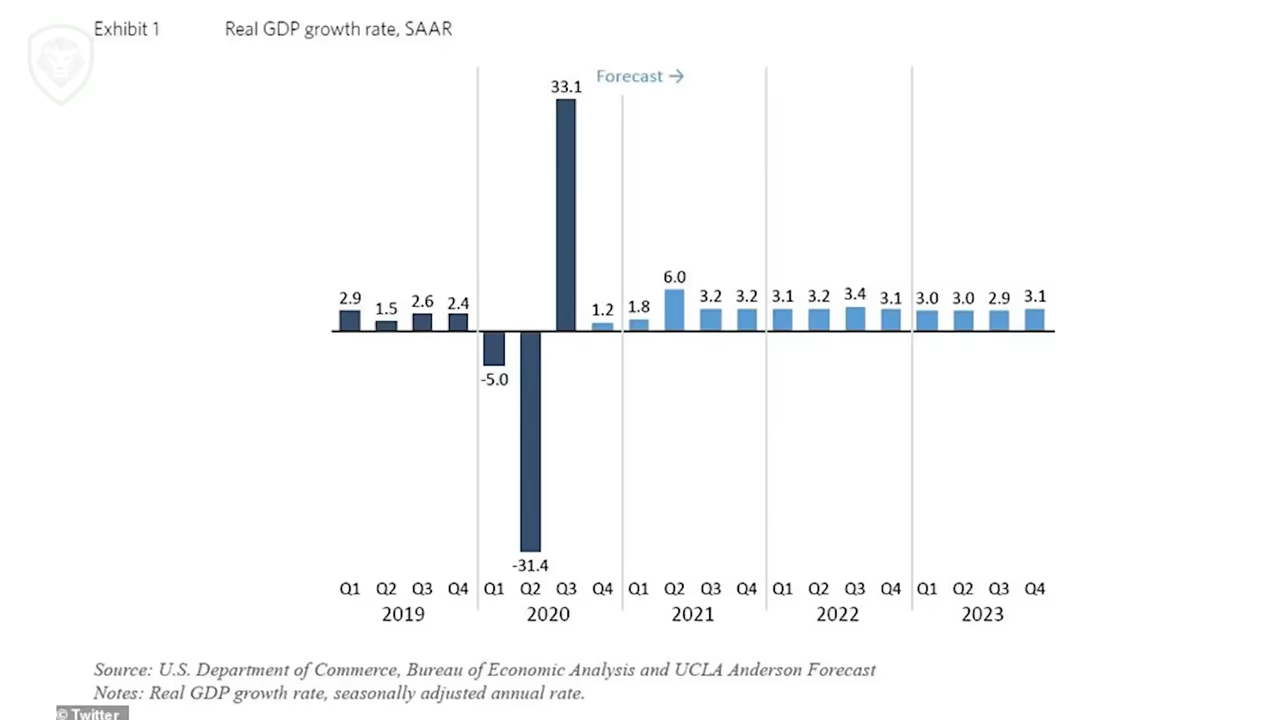 Exhibit 1 Real GDP growth rate, SAAR
Forecast →
33.1
6.0
2.9 1.5 2.6 2.4 1.2 1.8 3.2 3.2 3.1 3.2 3.4 3.1 3.0 3.0 2.9 3.1
-5.0
-31.4
Q1 Q2 Q3 Q4 Q1 Q2 Q3 Q4 Q1 Q2 Q3 Q4 Q1 Q2 Q3 Q4 Q1 Q2 Q3 Q4
2019 2020 2021 2022 2023
Source: U.S. Department of Commerce, Bureau of Economic Analysis and UCLA Anderson Forecast
Notes: Real GDP growth rate, seasonally adjusted annual rate.
© Twitter